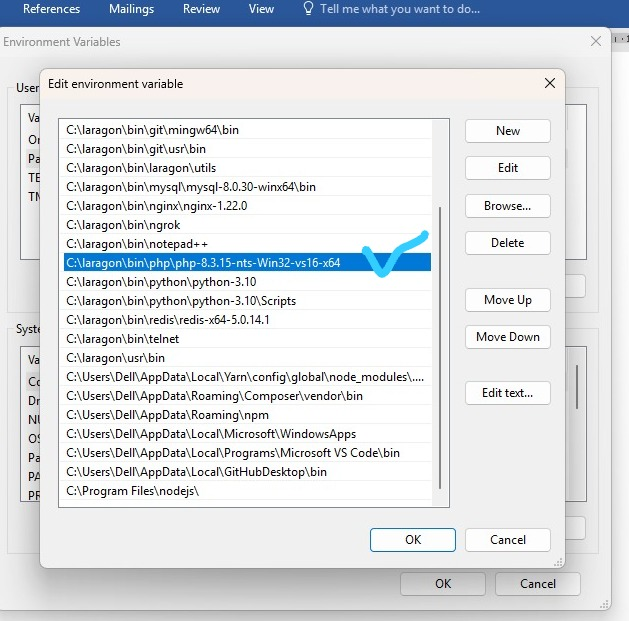 References Mailings Review View Tell me what you want to do...
Environment Variables
Edit environment variable
User
Va
On
Pa
TE
TM
C:\laragon\bin\git\mingw64\bin
C:\laragon\bin\git\usr\bin
C:\laragon\bin\laragon\utils
C:\laragon\bin\mysql\mysql-8.0.30-winx64\bin
C:\laragon\bin\nginx\nginx-1.22.0
C:\laragon\bin\ngrok
C:\laragon\bin\notepad++
C:\laragon\bin\php\php-8.3.15-nts-Win32-vs16-x64
C:\laragon\bin\python\python-3.10
C:\laragon\bin\python\python-3.10\Scripts
C:\laragon\bin\redis\redis-x64-5.0.14.1
C:\laragon\bin\telnet
C:\laragon\usr\bin
C:\Users\Dell\AppData\Local\Yarn\config\global\node_modules\....
C:\Users\Dell\AppData\Roaming\Composer\vendor\bin
C:\Users\Dell\AppData\Roaming\npm
C:\Users\Dell\AppData\Local\Microsoft\WindowsApps
C:\Users\Dell\AppData\Local\Programs\Microsoft VS Code\bin
C:\Users\Dell\AppData\Local\GitHubDesktop\bin
C:\Program Files\nodejs\
New
Edit
Browse...
Delete
Move Up
Move Down
Edit text...
Syste
Va
Co
Dr
NU
OS
Pa
PA
PR
OK Cancel
OK Cancel